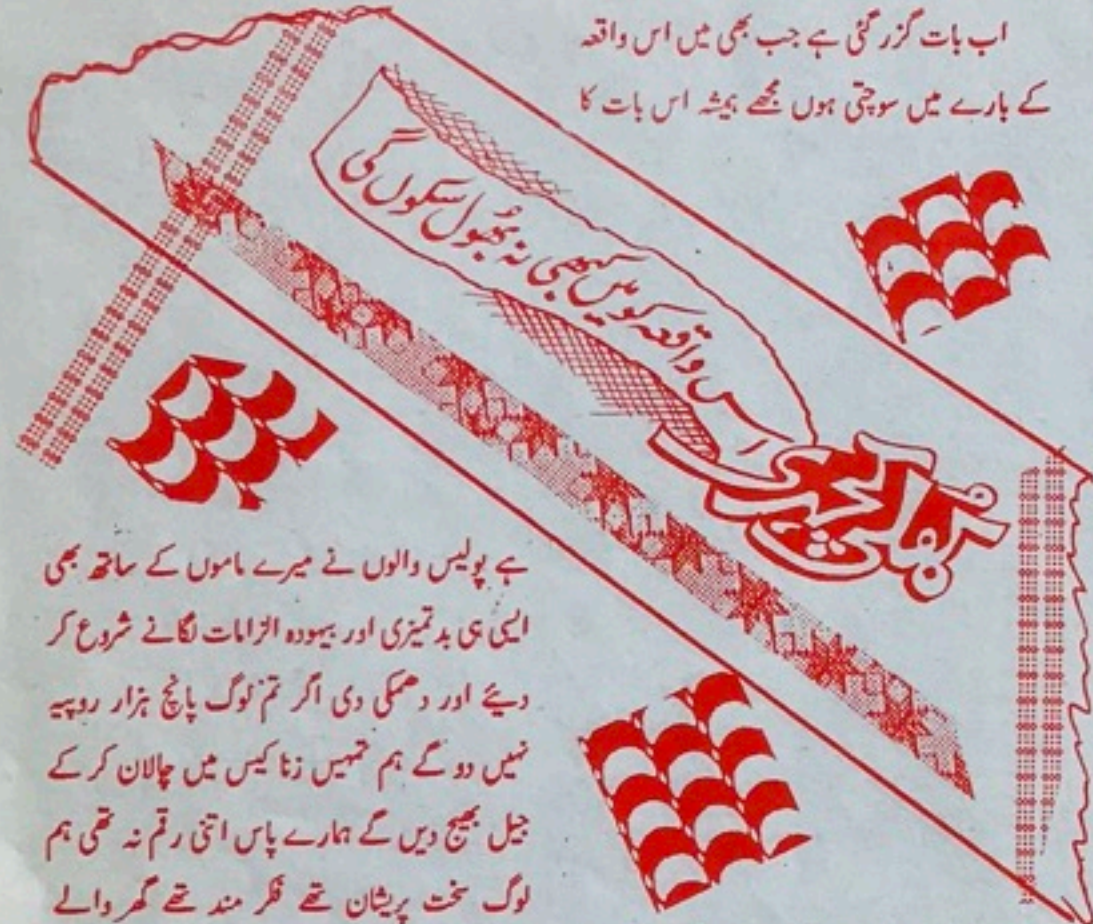 اب بات گزر گئی ہے جب بھی میں اس واقعہ
کے بارے میں سوچتی ہوں مجھے ہمیشہ اس بات کا
اس واقعہ کو میں کبھی نہ بھول سکوں گی
کھلی کچہری
ہے پولیس والوں نے میرے ماموں کے ساتھ بھی
ایسی ہی بدتمیزی اور بیہودہ الزامات لگانے شروع کر
دیئے اور دھمکی دی اگر تم لوگ پانچ ہزار روپیہ
نہیں دو گے ہم تمہیں زنا کیس میں چالان کر کے
جیل بھیج دیں گے ہمارے پاس اتنی رقم نہ تھی ہم
لوگ سخت پریشان تھے فکر مند تھے گھر والے